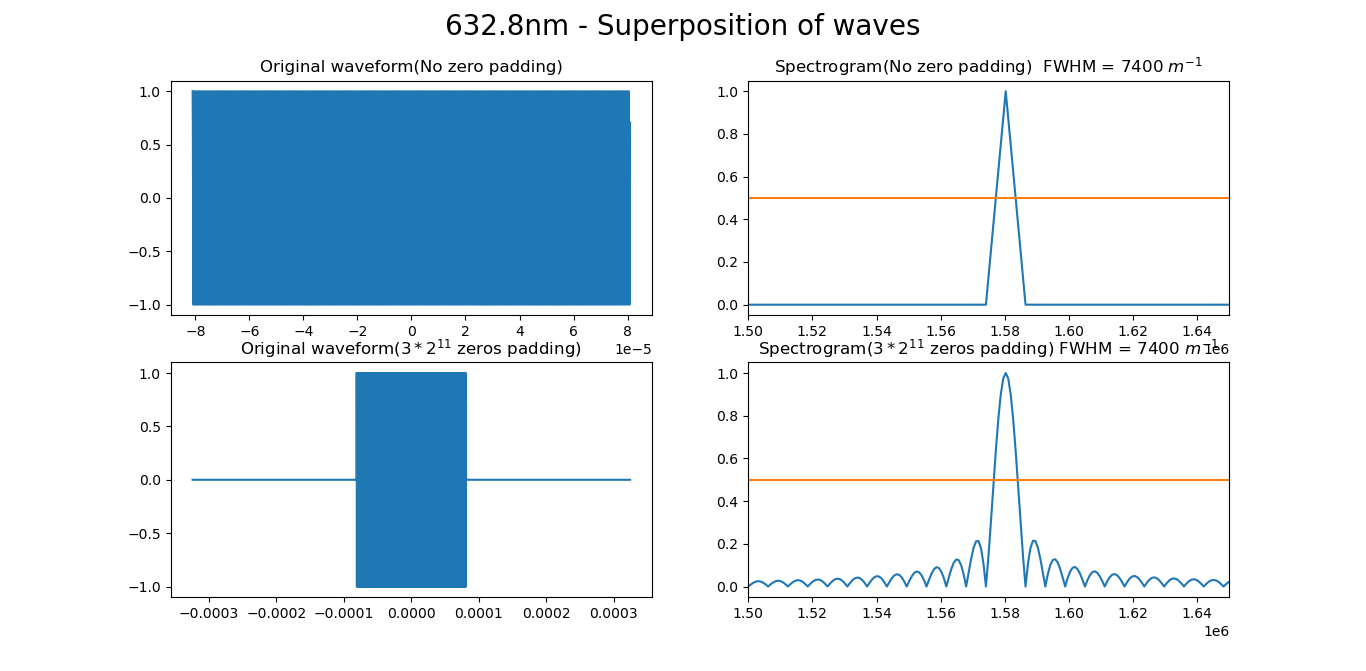 632.8nm - Superposition of waves
Original waveform(No zero padding)
1.0
0.5
0.0
−0.5
−1.0
−8 −6 −4 −2 0 2 4 6 8
1e−5
Spectrogram(No zero padding)  FWHM = 7400 m⁻¹
1.0
0.8
0.6
0.4
0.2
0.0
1.50 1.52 1.54 1.56 1.58 1.60 1.62 1.64
1e6
Original waveform(3 * 2¹¹ zeros padding)
1.0
0.5
0.0
−0.5
−1.0
−0.0003 −0.0002 −0.0001 0.0000 0.0001 0.0002 0.0003
Spectrogram(3 * 2¹¹ zeros padding) FWHM = 7400 m⁻¹
1.0
0.8
0.6
0.4
0.2
0.0
1.50 1.52 1.54 1.56 1.58 1.60 1.62 1.64
1e6